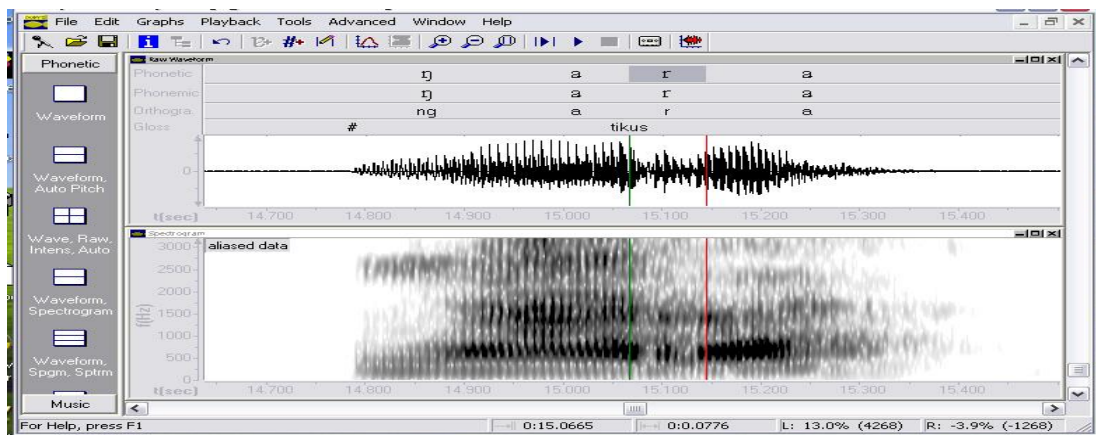 File Edit Graphs Playback Tools Advanced Window Help
Phonetic
Waveform
Waveform, Auto Pitch
Wave, Raw, Intens, Auto
Waveform, Spectrogram
Waveform, Spgm, Sptrm
Music
Raw Waveform
Phonetic ŋ a r a
Phonemic ŋ a r a
Orthogra. ng a r a
Gloss # tikus
0
t(sec) 14.700 14.800 14.900 15.000 15.100 15.200 15.300 15.400
Spectrogram
aliased data
3000
2500
2000
1500
1000
500
0
f(Hz)
t(sec) 14.700 14.800 14.900 15.000 15.100 15.200 15.300 15.400
For Help, press F1 0:15.0665 0:0.0776 L: 13.0% (4268) R: -3.9% (-1268)